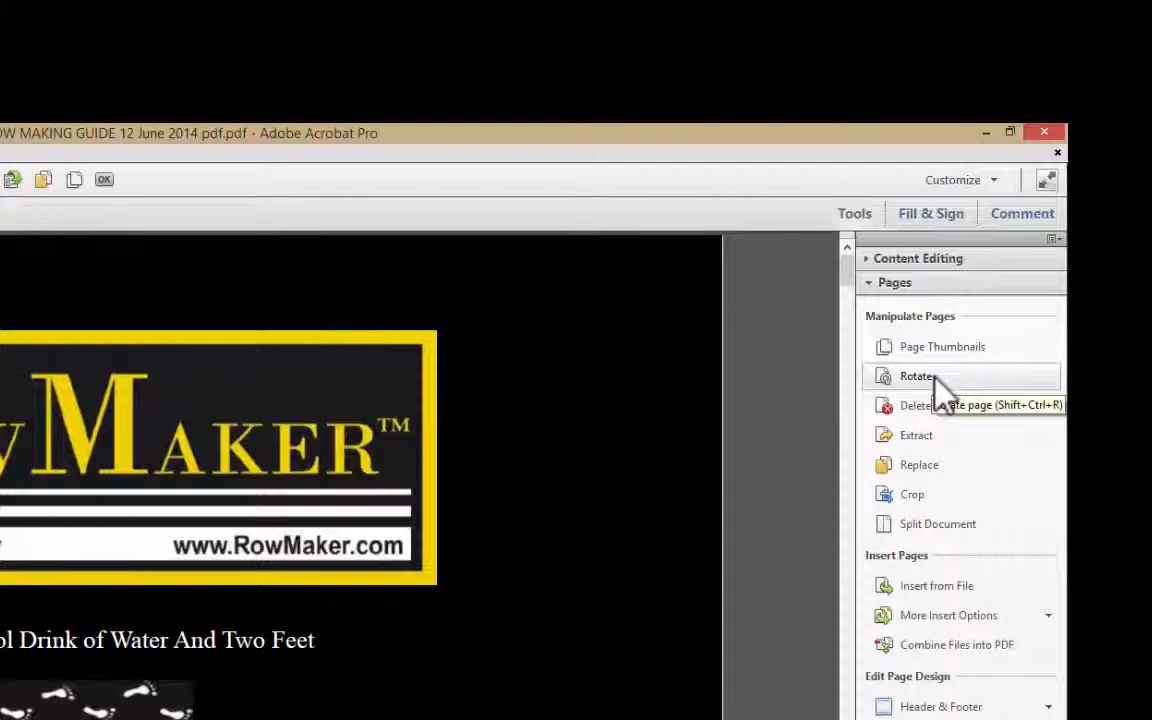 OW MAKING GUIDE 12 June 2014 pdf.pdf - Adobe Acrobat Pro
OK
Customize
Tools
Fill & Sign
Comment
Content Editing
Pages
Manipulate Pages
Page Thumbnails
Rotate
Delete
page (Shift+Ctrl+R)
Extract
Replace
Crop
Split Document
Insert Pages
Insert from File
More Insert Options
Combine Files into PDF
Edit Page Design
Header & Footer
wMAKER™
www.RowMaker.com
ol Drink of Water And Two Feet